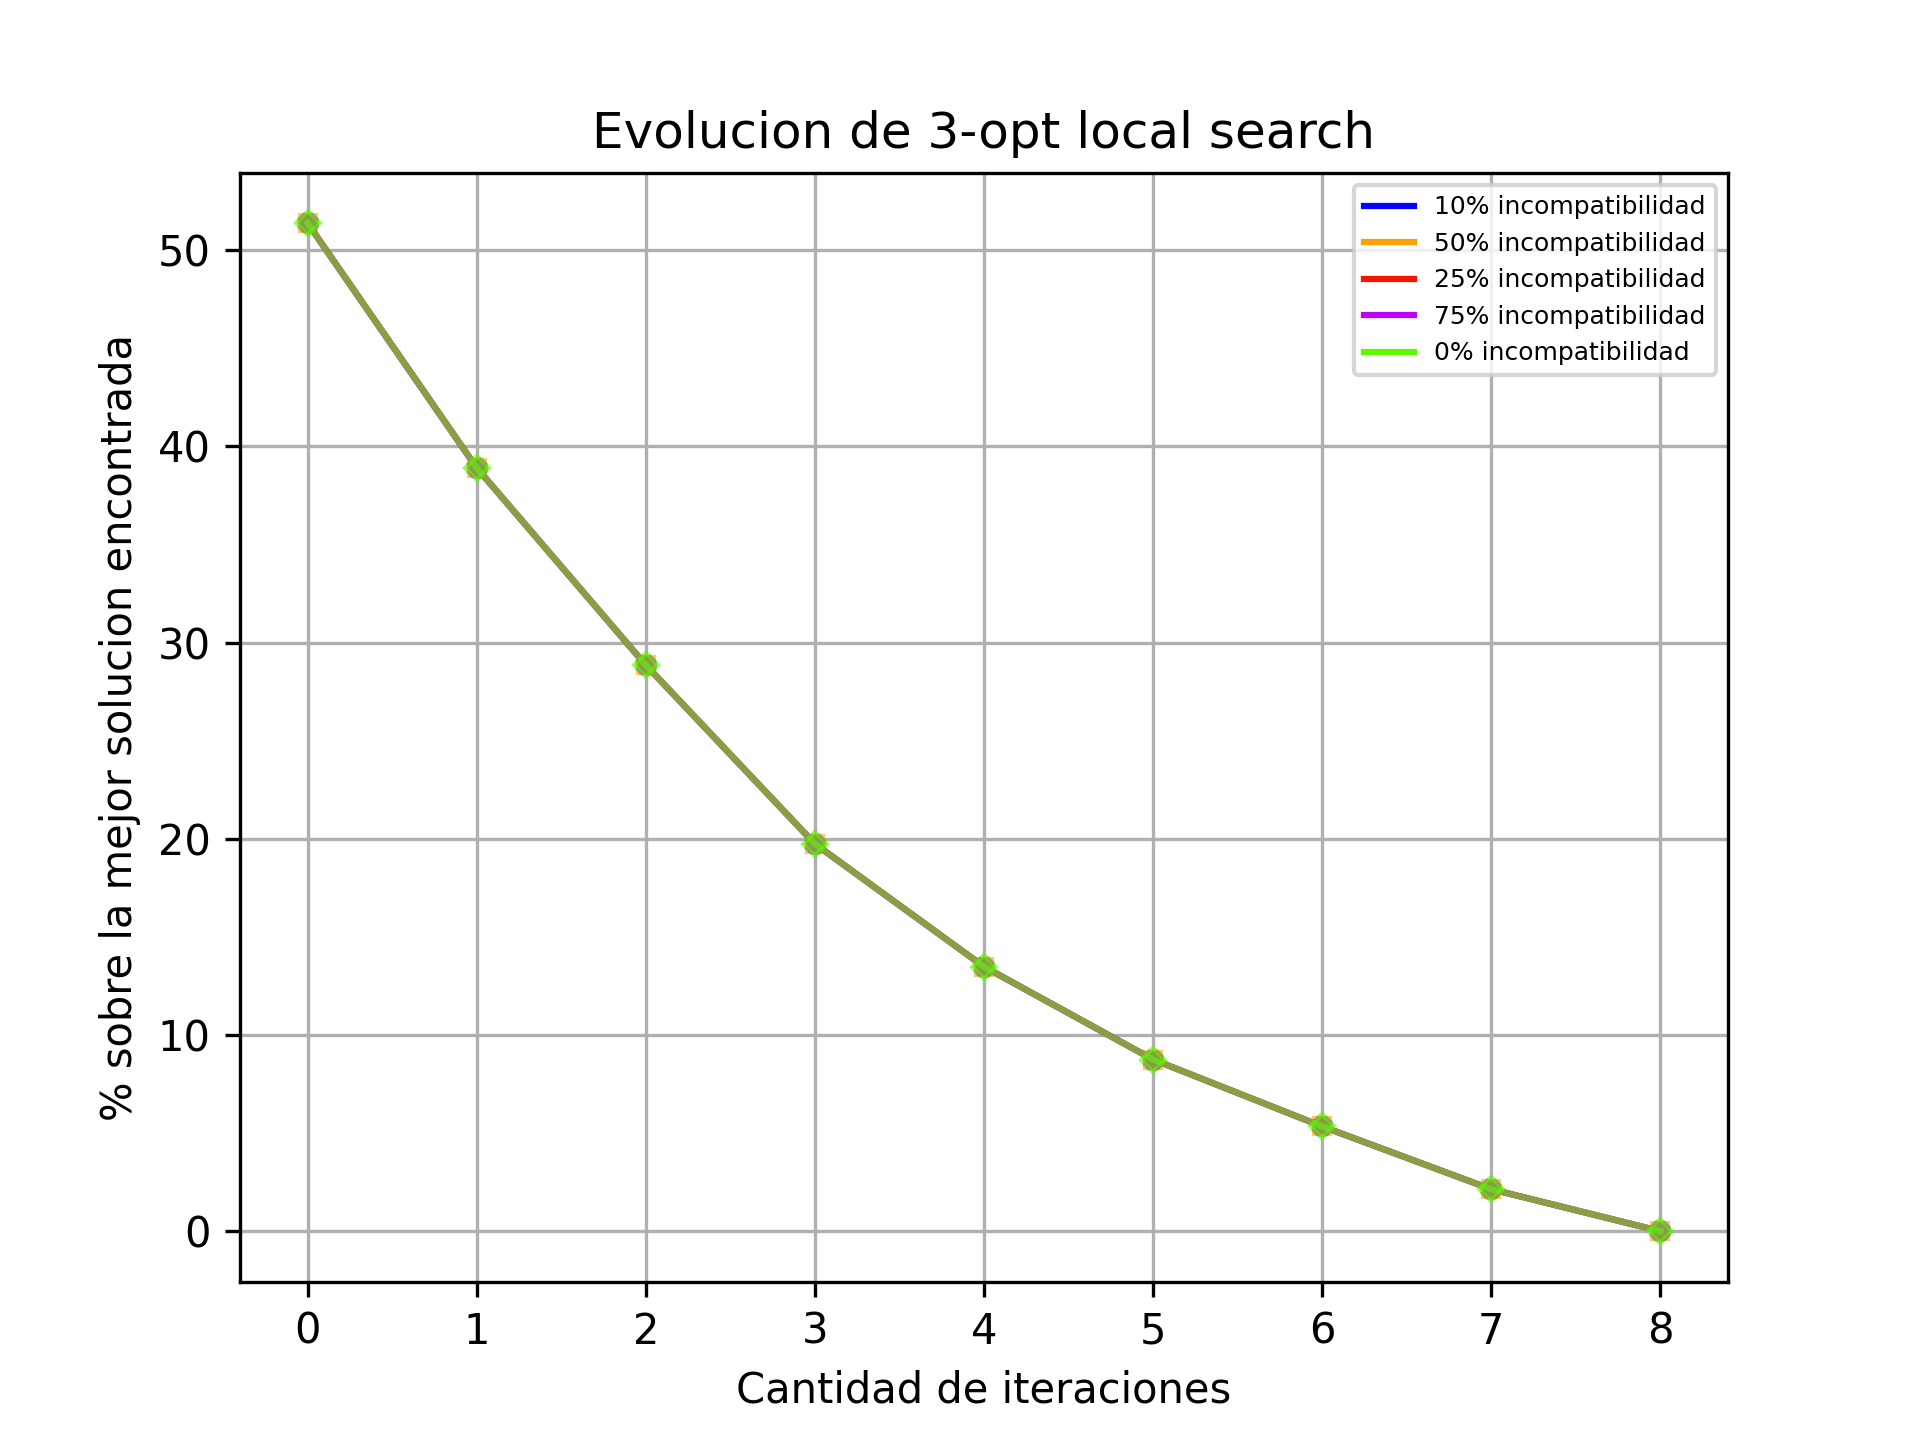 Evolucion de 3-opt local search
10% incompatibilidad
50% incompatibilidad
25% incompatibilidad
75% incompatibilidad
0% incompatibilidad
% sobre la mejor solucion encontrada
50
40
30
20
10
0
0 1 2 3 4 5 6 7 8
Cantidad de iteraciones